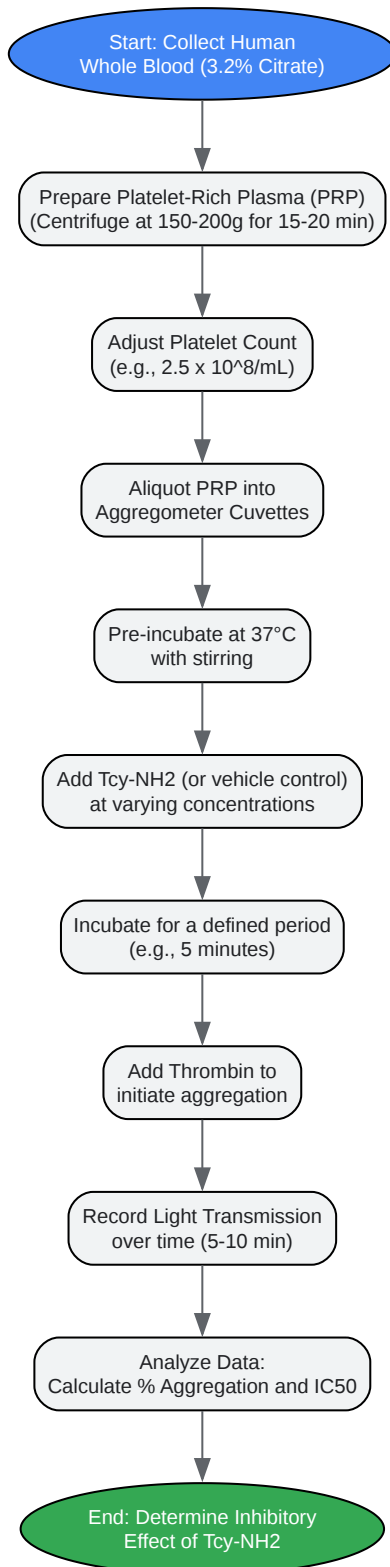 Start: Collect Human
Whole Blood (3.2% Citrate)
Prepare Platelet-Rich Plasma (PRP)
(Centrifuge at 150-200g for 15-20 min)
Adjust Platelet Count
(e.g., 2.5 x 10^8/mL)
Aliquot PRP into
Aggregometer Cuvettes
Pre-incubate at 37°C
with stirring
Add Tcy-NH2 (or vehicle control)
at varying concentrations
Incubate for a defined period
(e.g., 5 minutes)
Add Thrombin to
initiate aggregation
Record Light Transmission
over time (5-10 min)
Analyze Data:
Calculate % Aggregation and IC50
End: Determine Inhibitory
Effect of Tcy-NH2